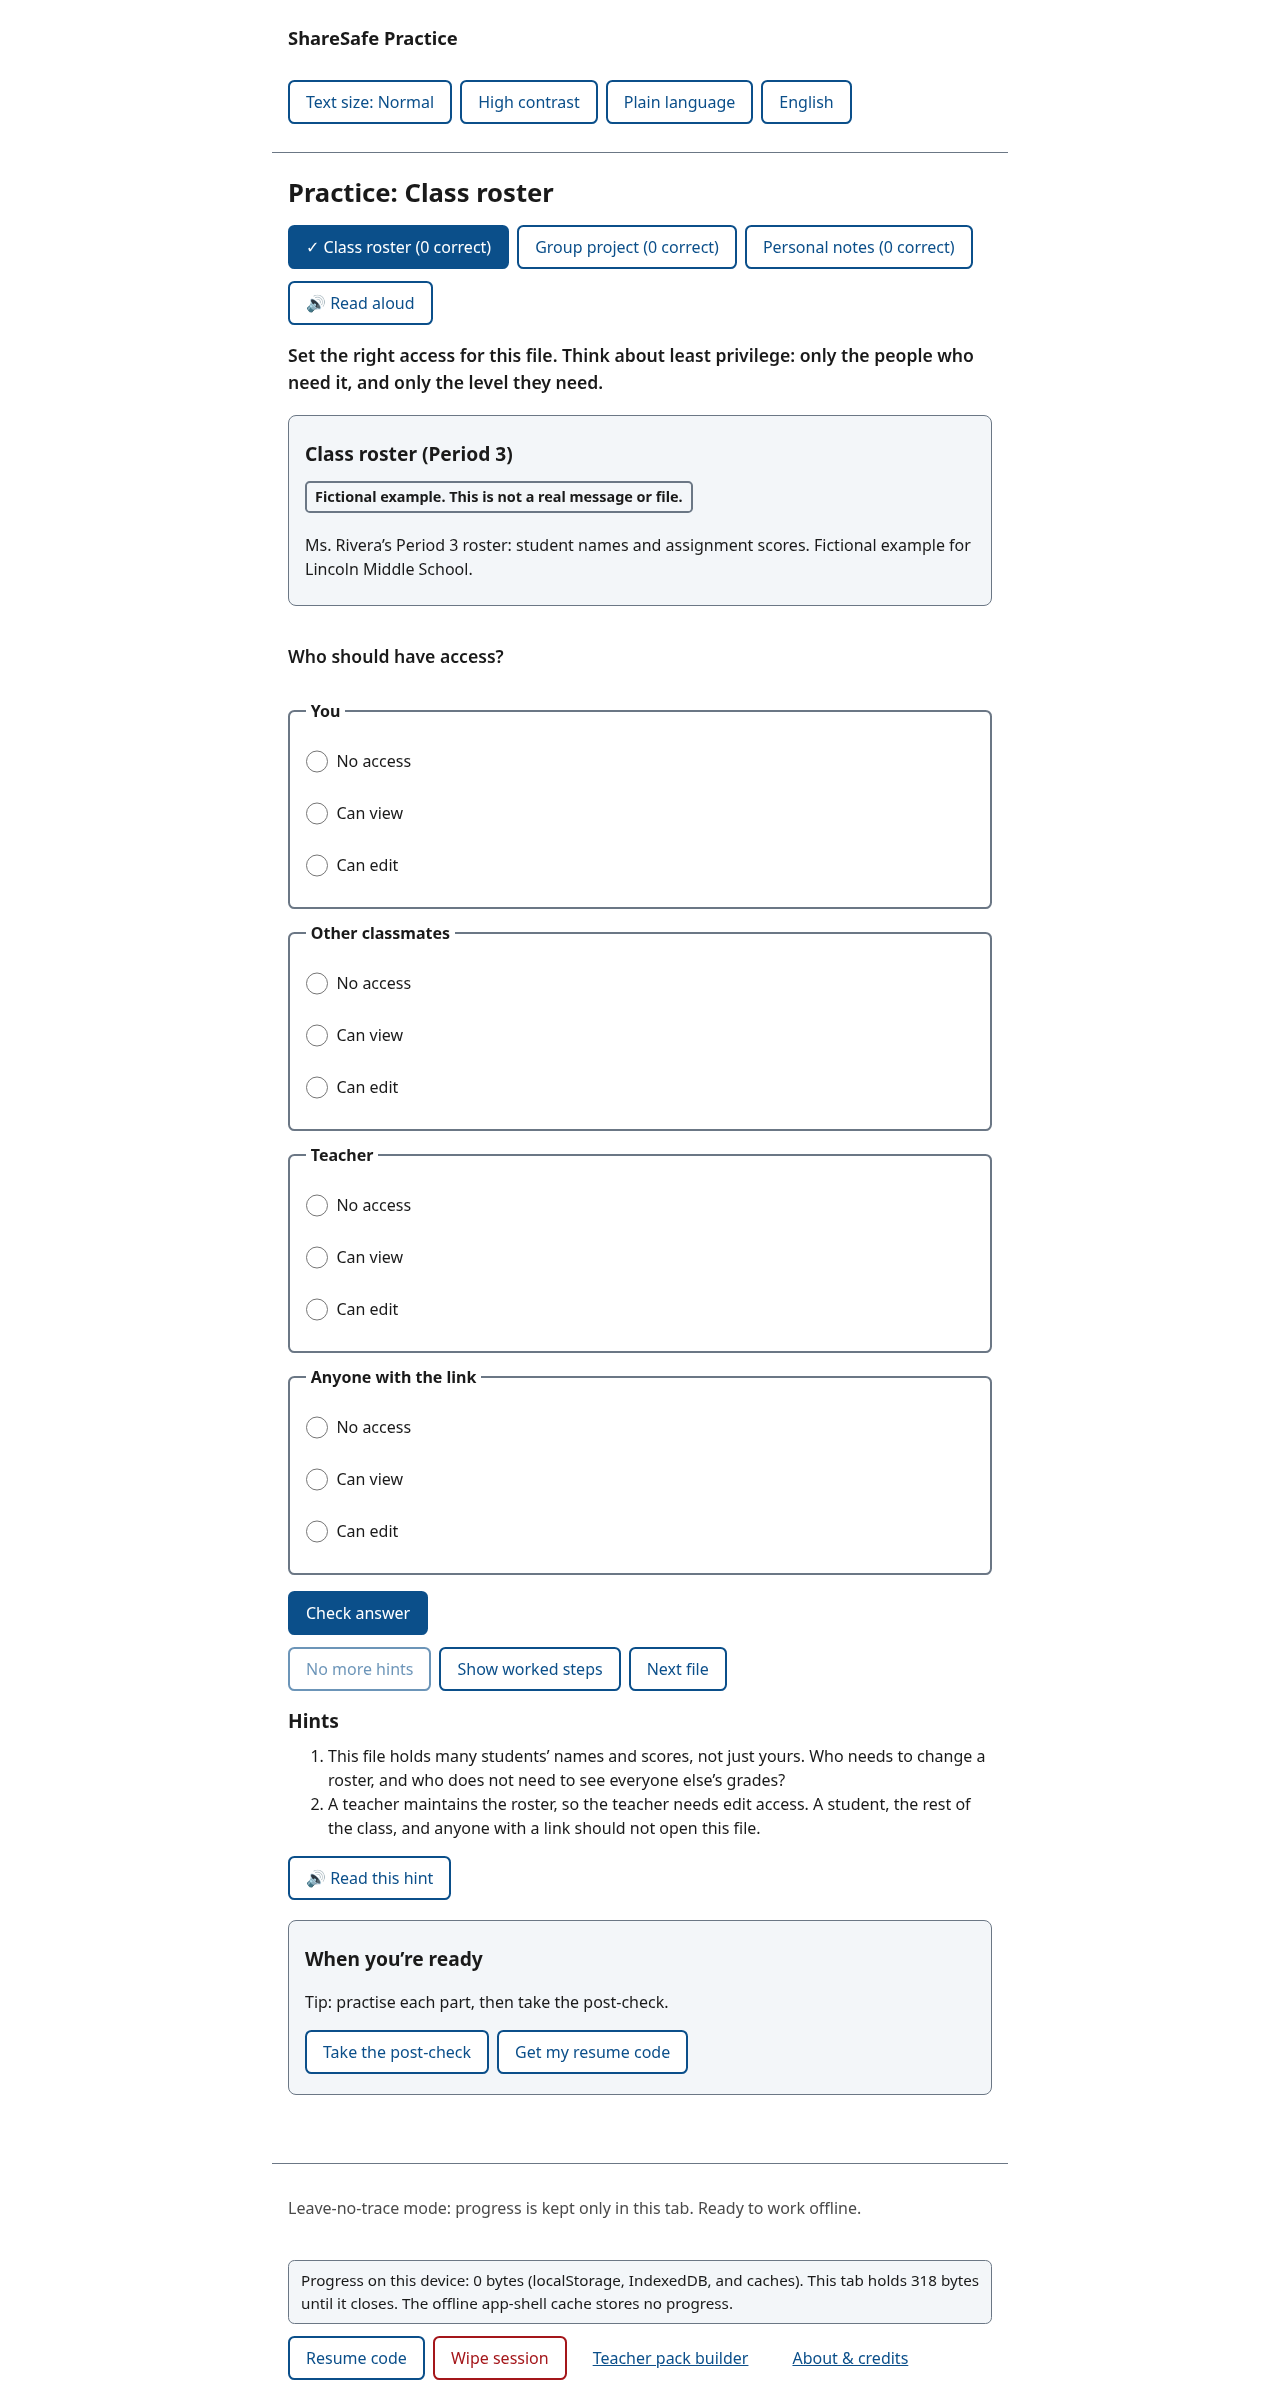 ShareSafe Practice
Text size: Normal
High contrast
Plain language
English
Practice: Class roster
✓ Class roster (0 correct)
Group project (0 correct)
Personal notes (0 correct)
🔊 Read aloud
Set the right access for this file. Think about least privilege: only the people who
need it, and only the level they need.
Class roster (Period 3)
Fictional example. This is not a real message or file.
Ms. Rivera’s Period 3 roster: student names and assignment scores. Fictional example for
Lincoln Middle School.
Who should have access?
You
No access
Can view
Can edit
Other classmates
No access
Can view
Can edit
Teacher
No access
Can view
Can edit
Anyone with the link
No access
Can view
Can edit
Check answer
No more hints
Show worked steps
Next file
Hints
1. This file holds many students’ names and scores, not just yours. Who needs to change a
roster, and who does not need to see everyone else’s grades?
2. A teacher maintains the roster, so the teacher needs edit access. A student, the rest of
the class, and anyone with a link should not open this file.
🔊 Read this hint
When you’re ready
Tip: practise each part, then take the post-check.
Take the post-check
Get my resume code
Leave-no-trace mode: progress is kept only in this tab. Ready to work offline.
Progress on this device: 0 bytes (localStorage, IndexedDB, and caches). This tab holds 318 bytes
until it closes. The offline app-shell cache stores no progress.
Resume code
Wipe session
Teacher pack builder
About & credits